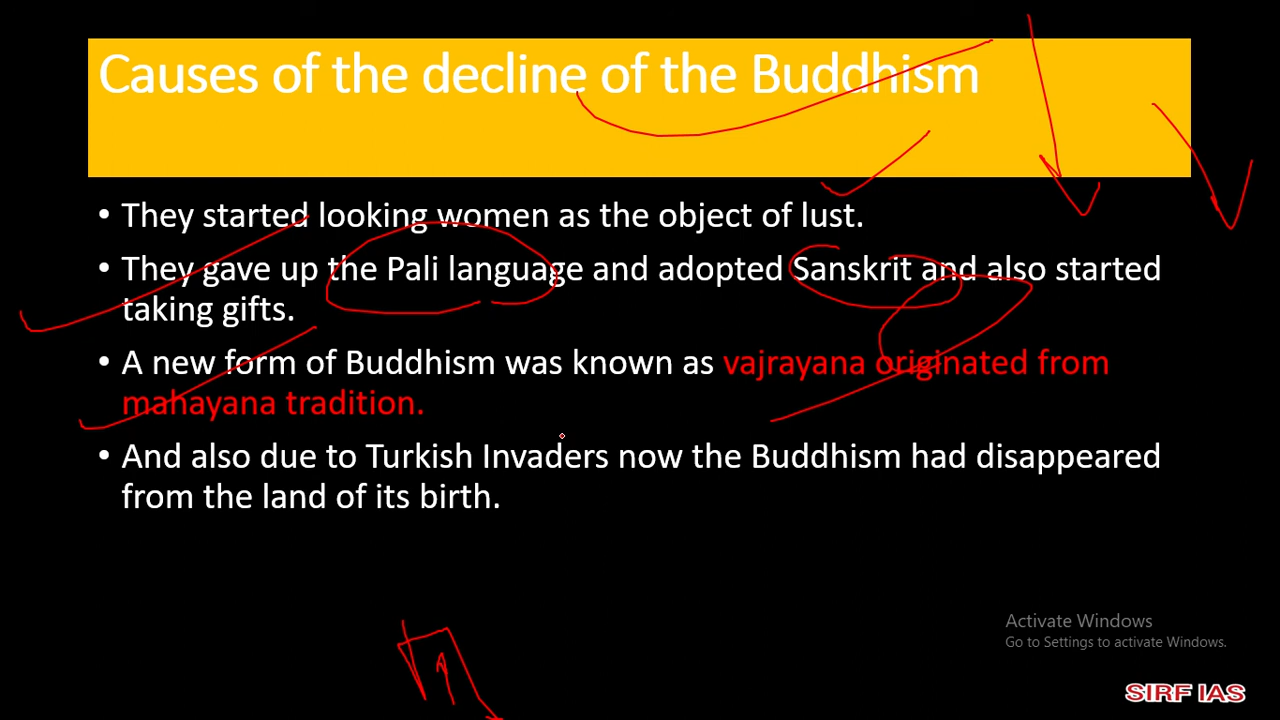 Causes of the decline of the Buddhism
• They started looking women as the object of lust.
• They gave up the Pali language and adopted Sanskrit and also started
taking gifts.
• A new form of Buddhism was known as vajrayana originated from
mahayana tradition.
• And also due to Turkish Invaders now the Buddhism had disappeared
from the land of its birth.
Activate Windows
Go to Settings to activate Windows.
SIRF IAS